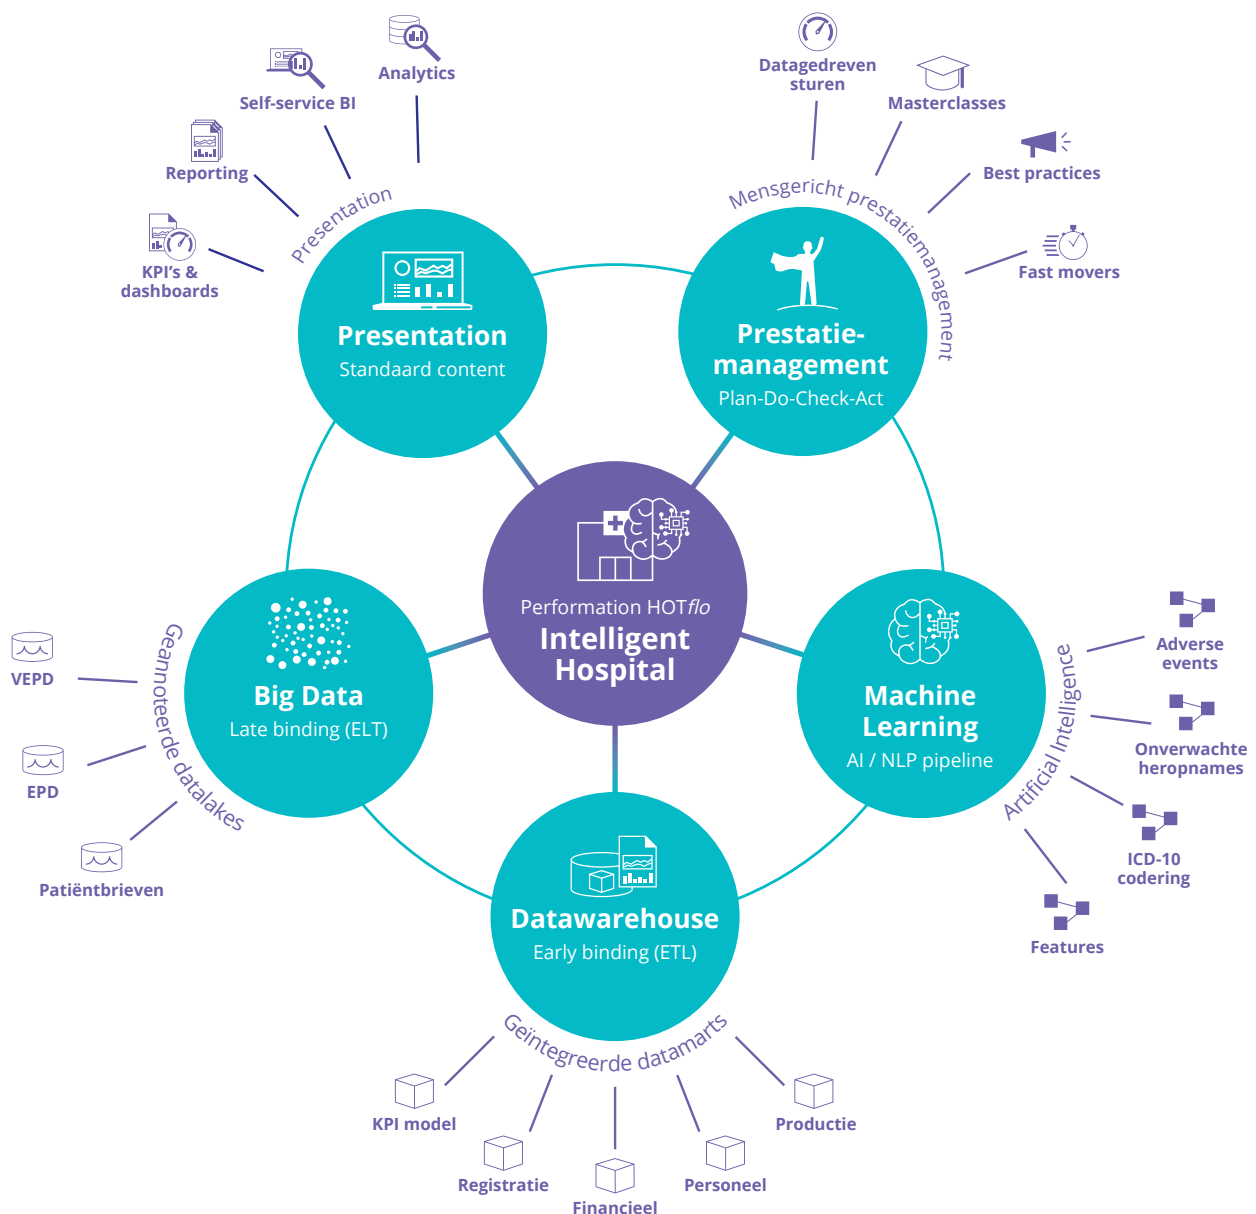 Analytics
Self-service BI
Reporting
KPI's &
dashboards
Presentation
Presentation
Standaard content
Datagedreven
sturen
Masterclasses
Best practices
Fast movers
Mensgericht prestatiemanagement
Prestatie-
management
Plan-Do-Check-Act
Performation HOTflo
Intelligent
Hospital
VEPD
EPD
Patiëntbrieven
Geannoteerde datalakes
Big Data
Late binding (ELT)
Machine
Learning
AI / NLP pipeline
Artificial Intelligence
Adverse
events
Onverwachte
heropnames
ICD-10
codering
Features
Datawarehouse
Early binding (ETL)
Geïntegreerde datamarts
KPI model
Registratie
Financieel
Personeel
Productie